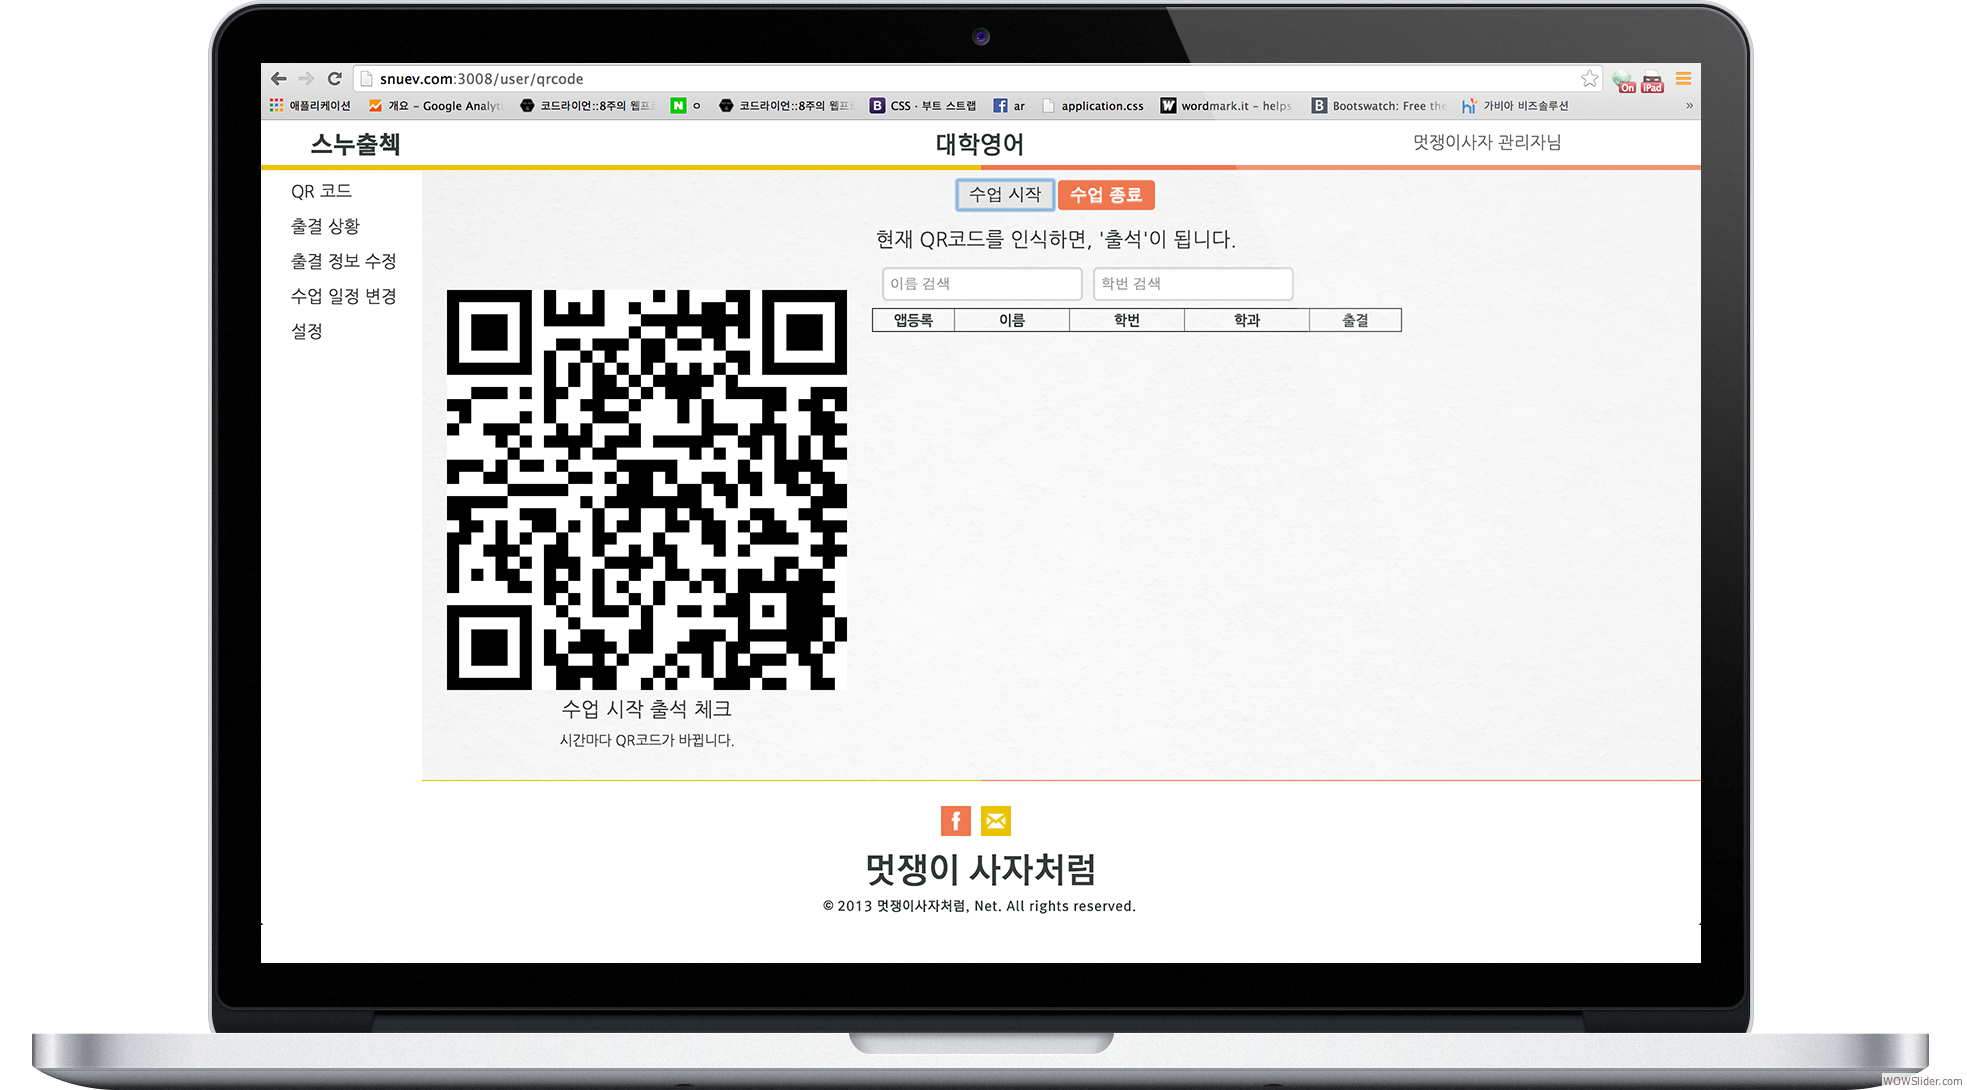 snuev.com:3008/user/qrcode
애플리케이션 개요 - Google Analyt 코드라이언::8주의 웹프 ㅇ 코드라이언::8주의 웹프 CSS · 부트 스트랩 ar application.css wordmark.it - helps Bootswatch: Free the 가비아 비즈솔루션 »
On iPad
스누출첵 대학영어 멋쟁이사자 관리자님
QR 코드
출결 상황
출결 정보 수정
수업 일정 변경
설정
수업 시작 수업 종료
현재 QR코드를 인식하면, '출석'이 됩니다.
이름 검색 학번 검색
앱등록 이름 학번 학과 출결
수업 시작 출석 체크
시간마다 QR코드가 바뀝니다.
멋쟁이 사자처럼
© 2013 멋쟁이사자처럼, Net. All rights reserved.
WOWSlider.com